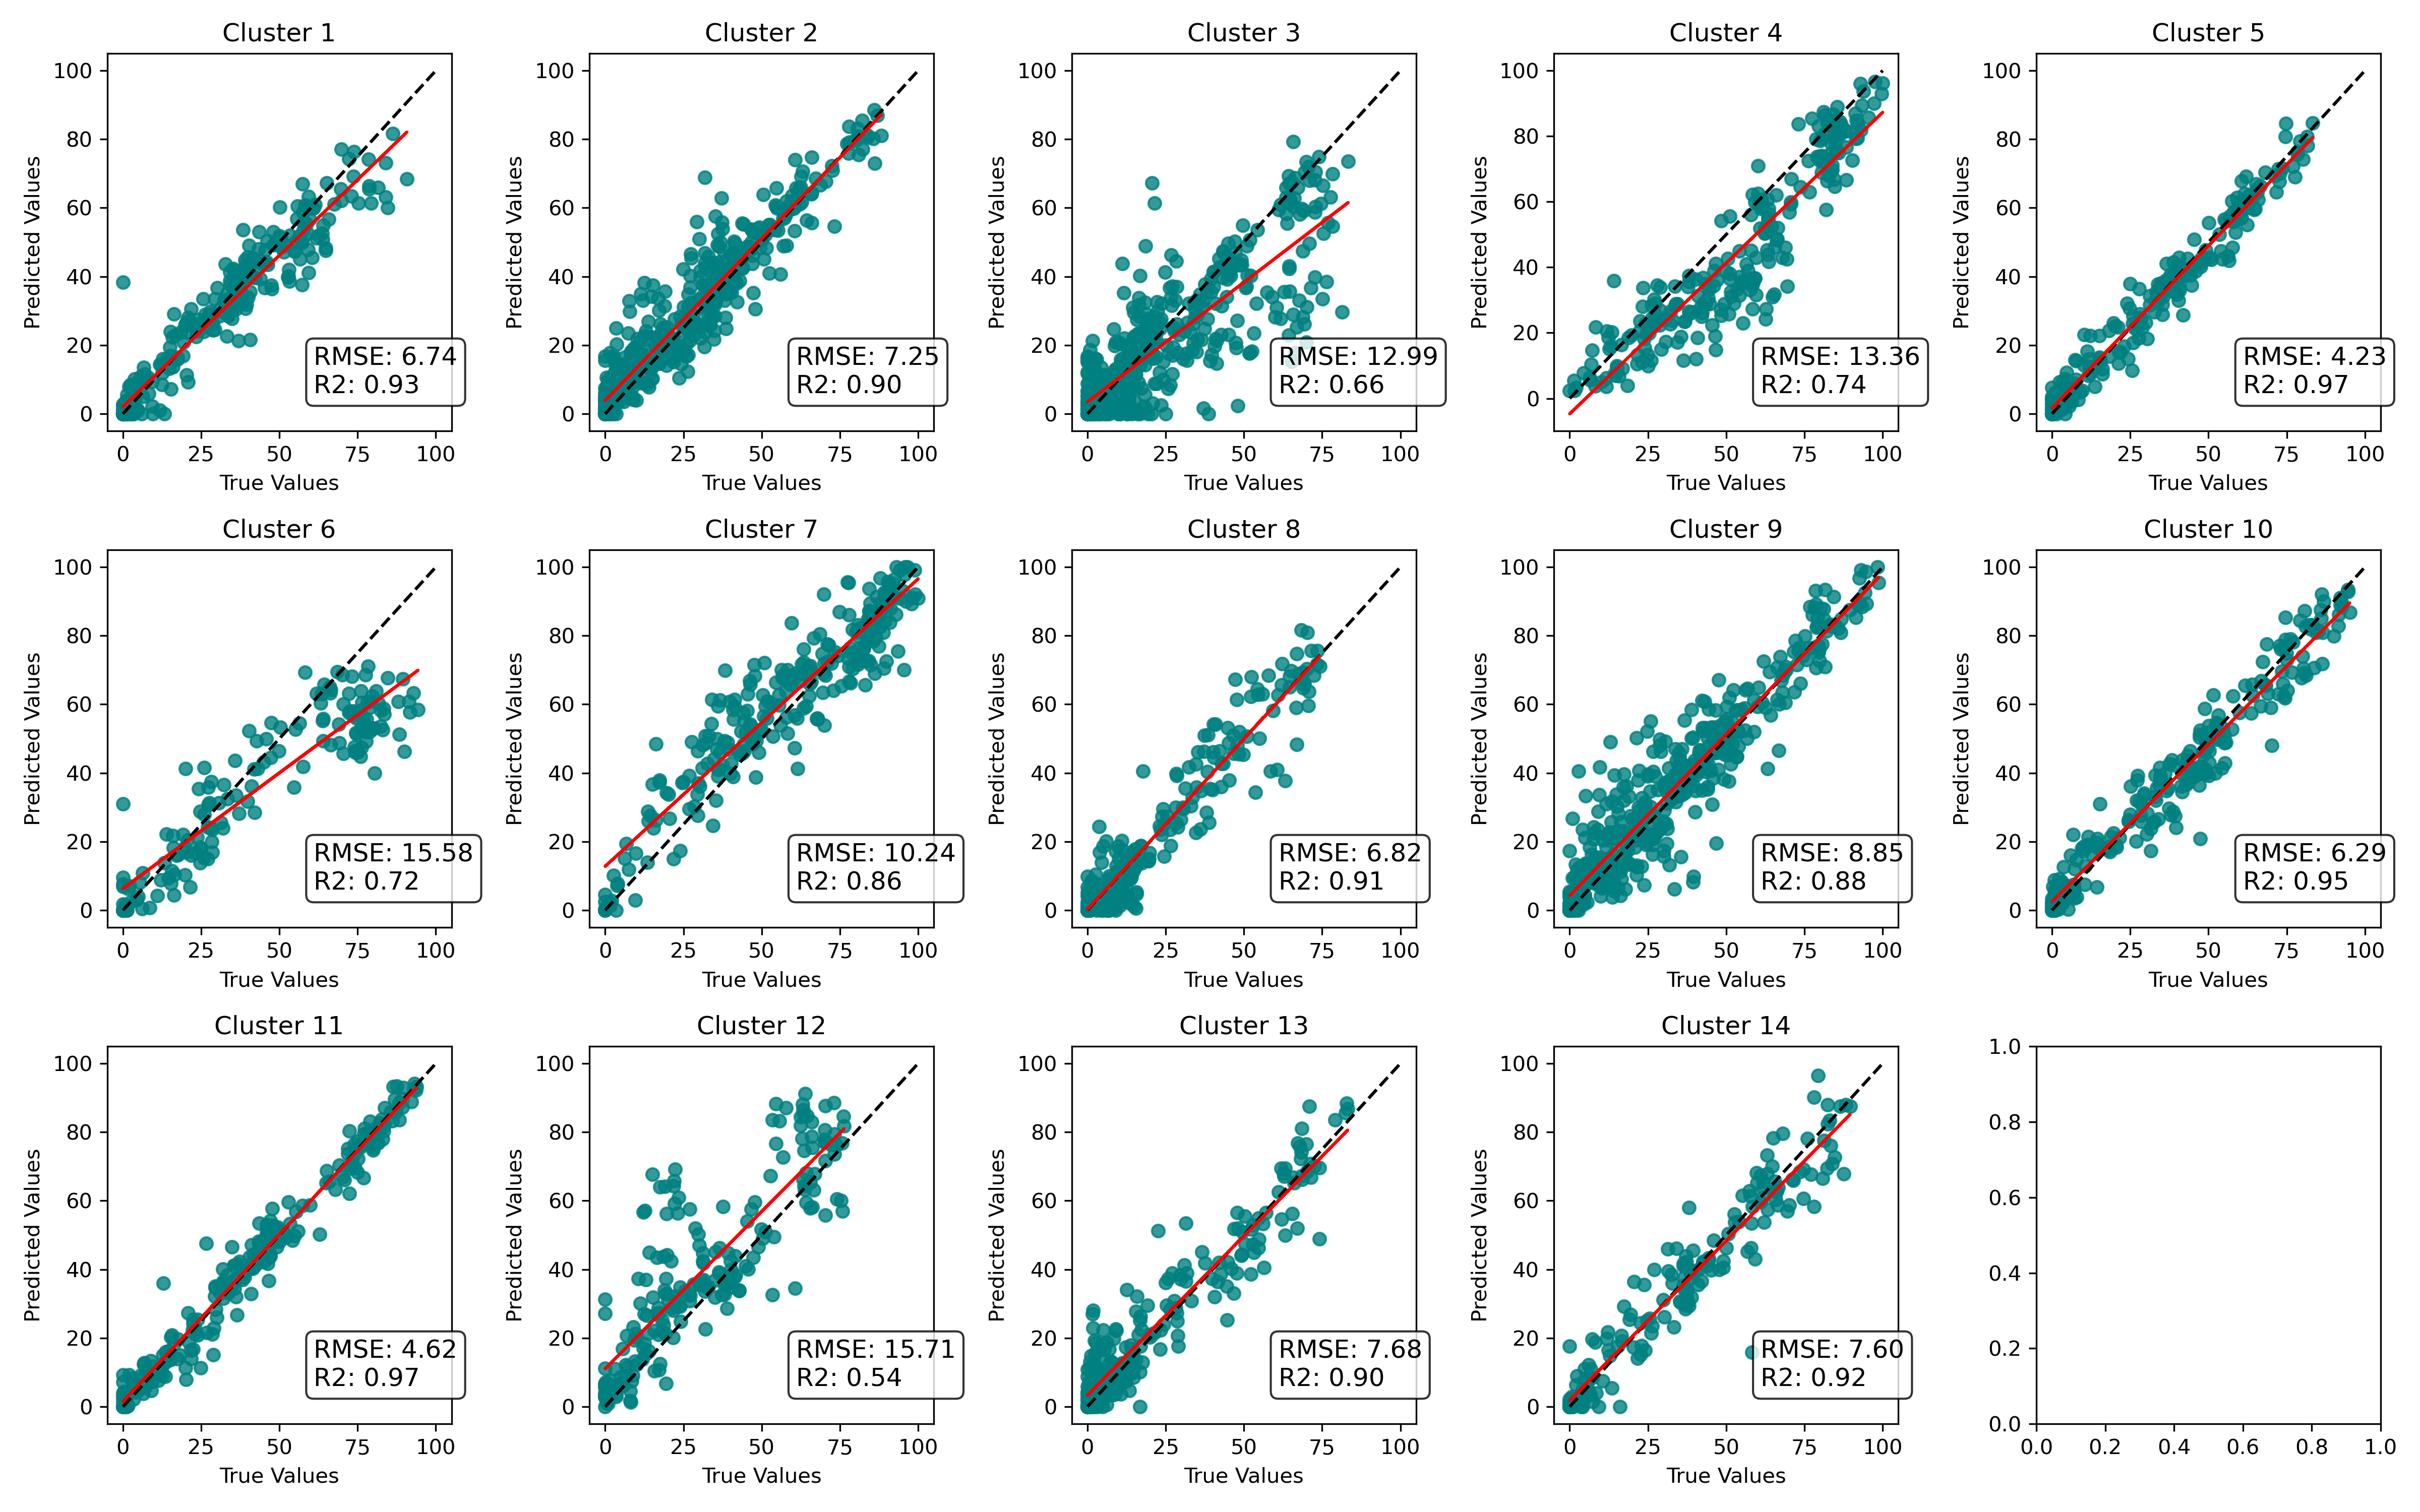 Cluster 1
100
80
60
40
20
0
Predicted Values
RMSE: 6.74
R2: 0.93
0 25 50 75 100
True Values
Cluster 2
100
80
60
40
20
0
Predicted Values
RMSE: 7.25
R2: 0.90
0 25 50 75 100
True Values
Cluster 3
100
80
60
40
20
0
Predicted Values
RMSE: 12.99
R2: 0.66
0 25 50 75 100
True Values
Cluster 4
100
80
60
40
20
0
Predicted Values
RMSE: 13.36
R2: 0.74
0 25 50 75 100
True Values
Cluster 5
100
80
60
40
20
0
Predicted Values
RMSE: 4.23
R2: 0.97
0 25 50 75 100
True Values
Cluster 6
100
80
60
40
20
0
Predicted Values
RMSE: 15.58
R2: 0.72
0 25 50 75 100
True Values
Cluster 7
100
80
60
40
20
0
Predicted Values
RMSE: 10.24
R2: 0.86
0 25 50 75 100
True Values
Cluster 8
100
80
60
40
20
0
Predicted Values
RMSE: 6.82
R2: 0.91
0 25 50 75 100
True Values
Cluster 9
100
80
60
40
20
0
Predicted Values
RMSE: 8.85
R2: 0.88
0 25 50 75 100
True Values
Cluster 10
100
80
60
40
20
0
Predicted Values
RMSE: 6.29
R2: 0.95
0 25 50 75 100
True Values
Cluster 11
100
80
60
40
20
0
Predicted Values
RMSE: 4.62
R2: 0.97
0 25 50 75 100
True Values
Cluster 12
100
80
60
40
20
0
Predicted Values
RMSE: 15.71
R2: 0.54
0 25 50 75 100
True Values
Cluster 13
100
80
60
40
20
0
Predicted Values
RMSE: 7.68
R2: 0.90
0 25 50 75 100
True Values
Cluster 14
100
80
60
40
20
0
Predicted Values
RMSE: 7.60
R2: 0.92
0 25 50 75 100
True Values
1.0
0.8
0.6
0.4
0.2
0.0
0.0 0.2 0.4 0.6 0.8 1.0